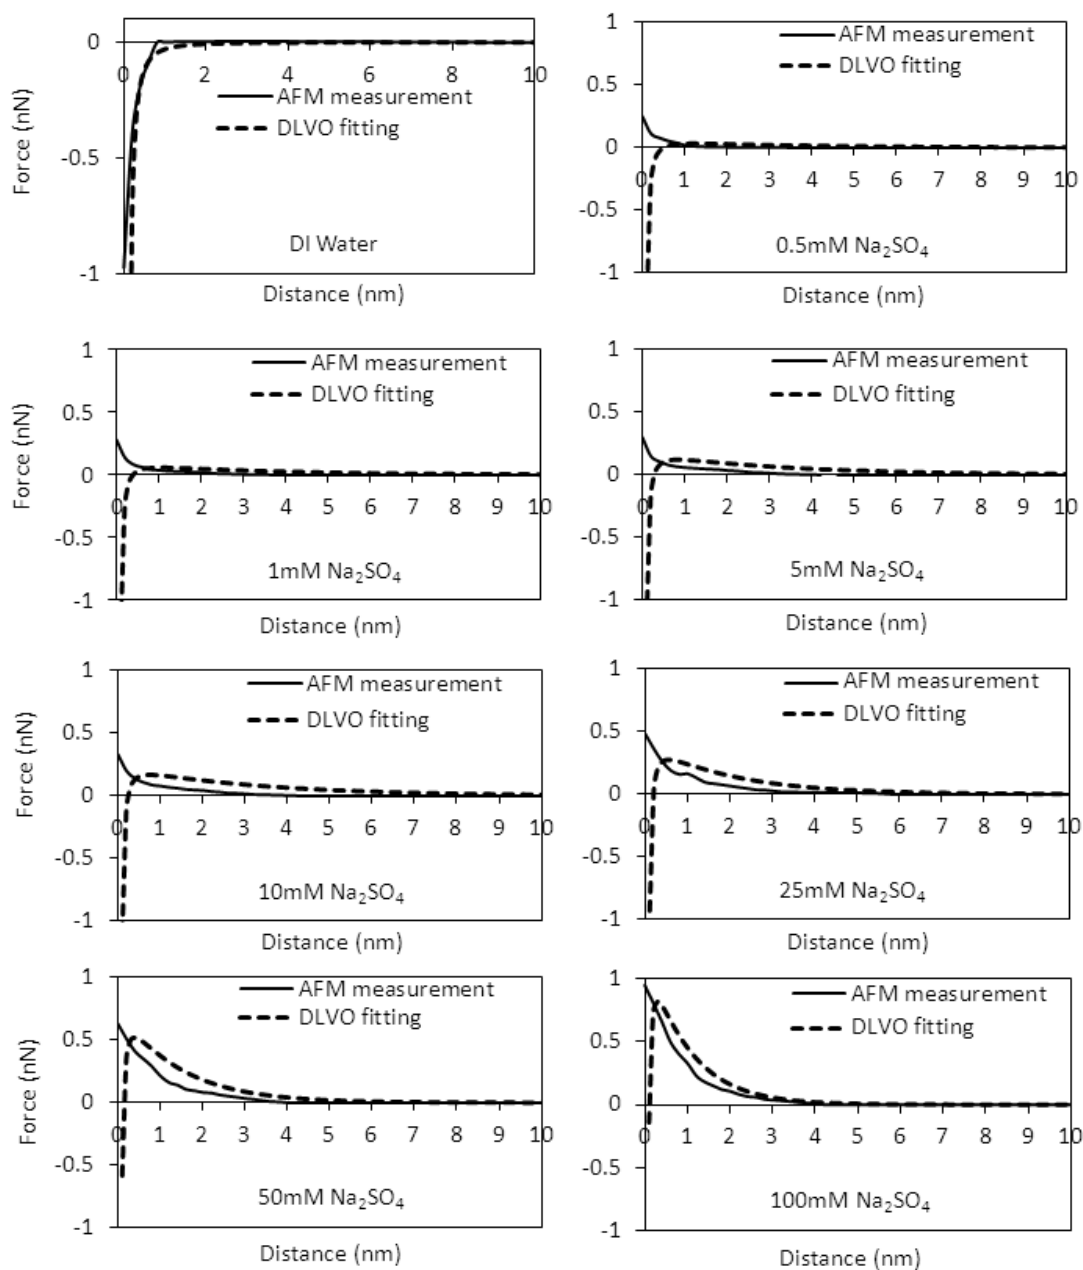 0
0 2 4 6 8 10
AFM measurement
DLVO fitting
-0.5
-1
Force (nN)
DI Water
Distance (nm)
1
0.5
0
-0.5
-1
AFM measurement
DLVO fitting
0 1 2 3 4 5 6 7 8 9 10
0.5mM Na₂SO₄
Distance (nm)
1
0.5
0
-0.5
-1
Force (nN)
AFM measurement
DLVO fitting
0 1 2 3 4 5 6 7 8 9 10
1mM Na₂SO₄
Distance (nm)
1
0.5
0
-0.5
-1
AFM measurement
DLVO fitting
0 1 2 3 4 5 6 7 8 9 10
5mM Na₂SO₄
Distance (nm)
1
0.5
0
-0.5
-1
Force (nN)
AFM measurement
DLVO fitting
0 1 2 3 4 5 6 7 8 9 10
10mM Na₂SO₄
Distance (nm)
1
0.5
0
-0.5
-1
AFM measurement
DLVO fitting
0 1 2 3 4 5 6 7 8 9 10
25mM Na₂SO₄
Distance (nm)
1
0.5
0
-0.5
-1
Force (nN)
AFM measurement
DLVO fitting
0 1 2 3 4 5 6 7 8 9 10
50mM Na₂SO₄
Distance (nm)
1
0.5
0
-0.5
-1
AFM measurement
DLVO fitting
0 1 2 3 4 5 6 7 8 9 10
100mM Na₂SO₄
Distance (nm)